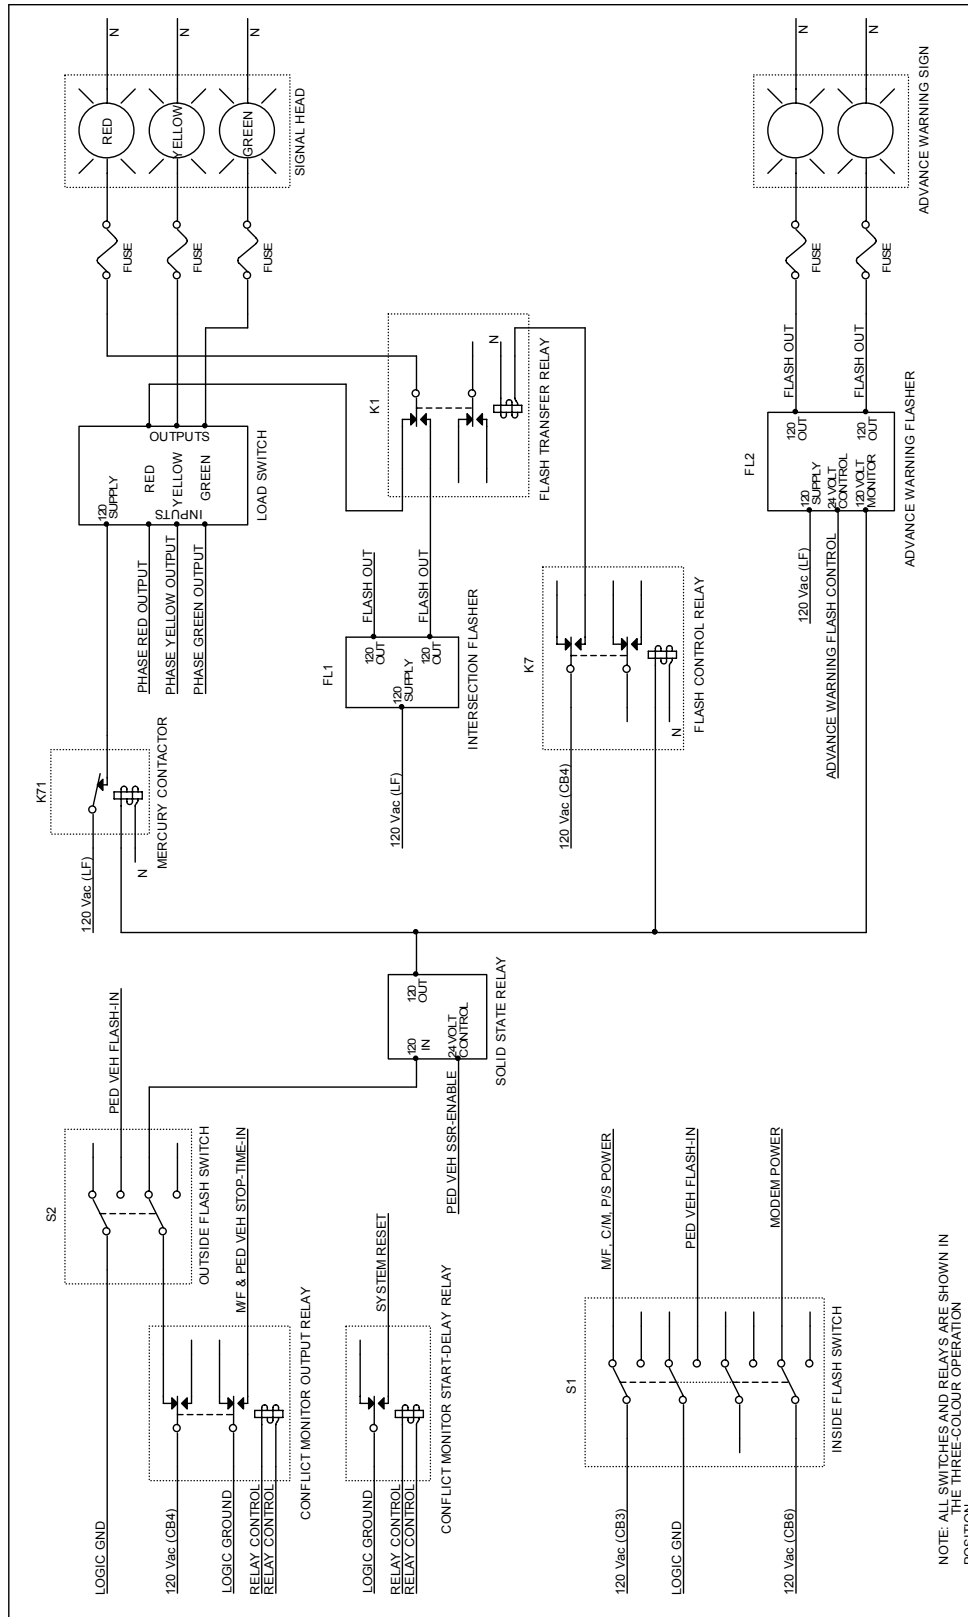 LOGIC GND
120 Vac (CB4)
LOGIC GROUND
RELAY CONTROL
RELAY CONTROL
CONFLICT MONITOR OUTPUT RELAY
M/F & PED VEH STOP-TIME-IN
S2
OUTSIDE FLASH SWITCH
PED VEH FLASH-IN
LOGIC GROUND
RELAY CONTROL
RELAY CONTROL
CONFLICT MONITOR START-DELAY RELAY
SYSTEM RESET
PED VEH SSR-ENABLE
120
IN
24 VOLT
CONTROL
120
OUT
SOLID STATE RELAY
120 Vac (CB3)
LOGIC GND
120 Vac (CB6)
S1
INSIDE FLASH SWITCH
M/F, C/M, P/S POWER
PED VEH FLASH-IN
MODEM POWER
NOTE: ALL SWITCHES AND RELAYS ARE SHOWN IN
THE THREE-COLOUR OPERATION
POSITION
120 Vac (LF)
N
K71
MERCURY CONTACTOR
PHASE RED OUTPUT
PHASE YELLOW OUTPUT
PHASE GREEN OUTPUT
120
SUPPLY
INPUTS
RED
YELLOW
GREEN
OUTPUTS
LOAD SWITCH
120 Vac (LF)
FL1
120
SUPPLY
120
OUT
120
OUT
INTERSECTION FLASHER
FLASH OUT
FLASH OUT
K1
N
FLASH TRANSFER RELAY
120 Vac (CB4)
K7
N
FLASH CONTROL RELAY
120 Vac (LF)
ADVANCE WARNING FLASH CONTROL
FL2
120
SUPPLY
24 VOLT
CONTROL
120 VOLT
MONITOR
120
OUT
120
OUT
ADVANCE WARNING FLASHER
FLASH OUT
FLASH OUT
FUSE
FUSE
FUSE
FUSE
FUSE
RED
YELLOW
GREEN
SIGNAL HEAD
N
N
N
ADVANCE WARNING SIGN
N
N